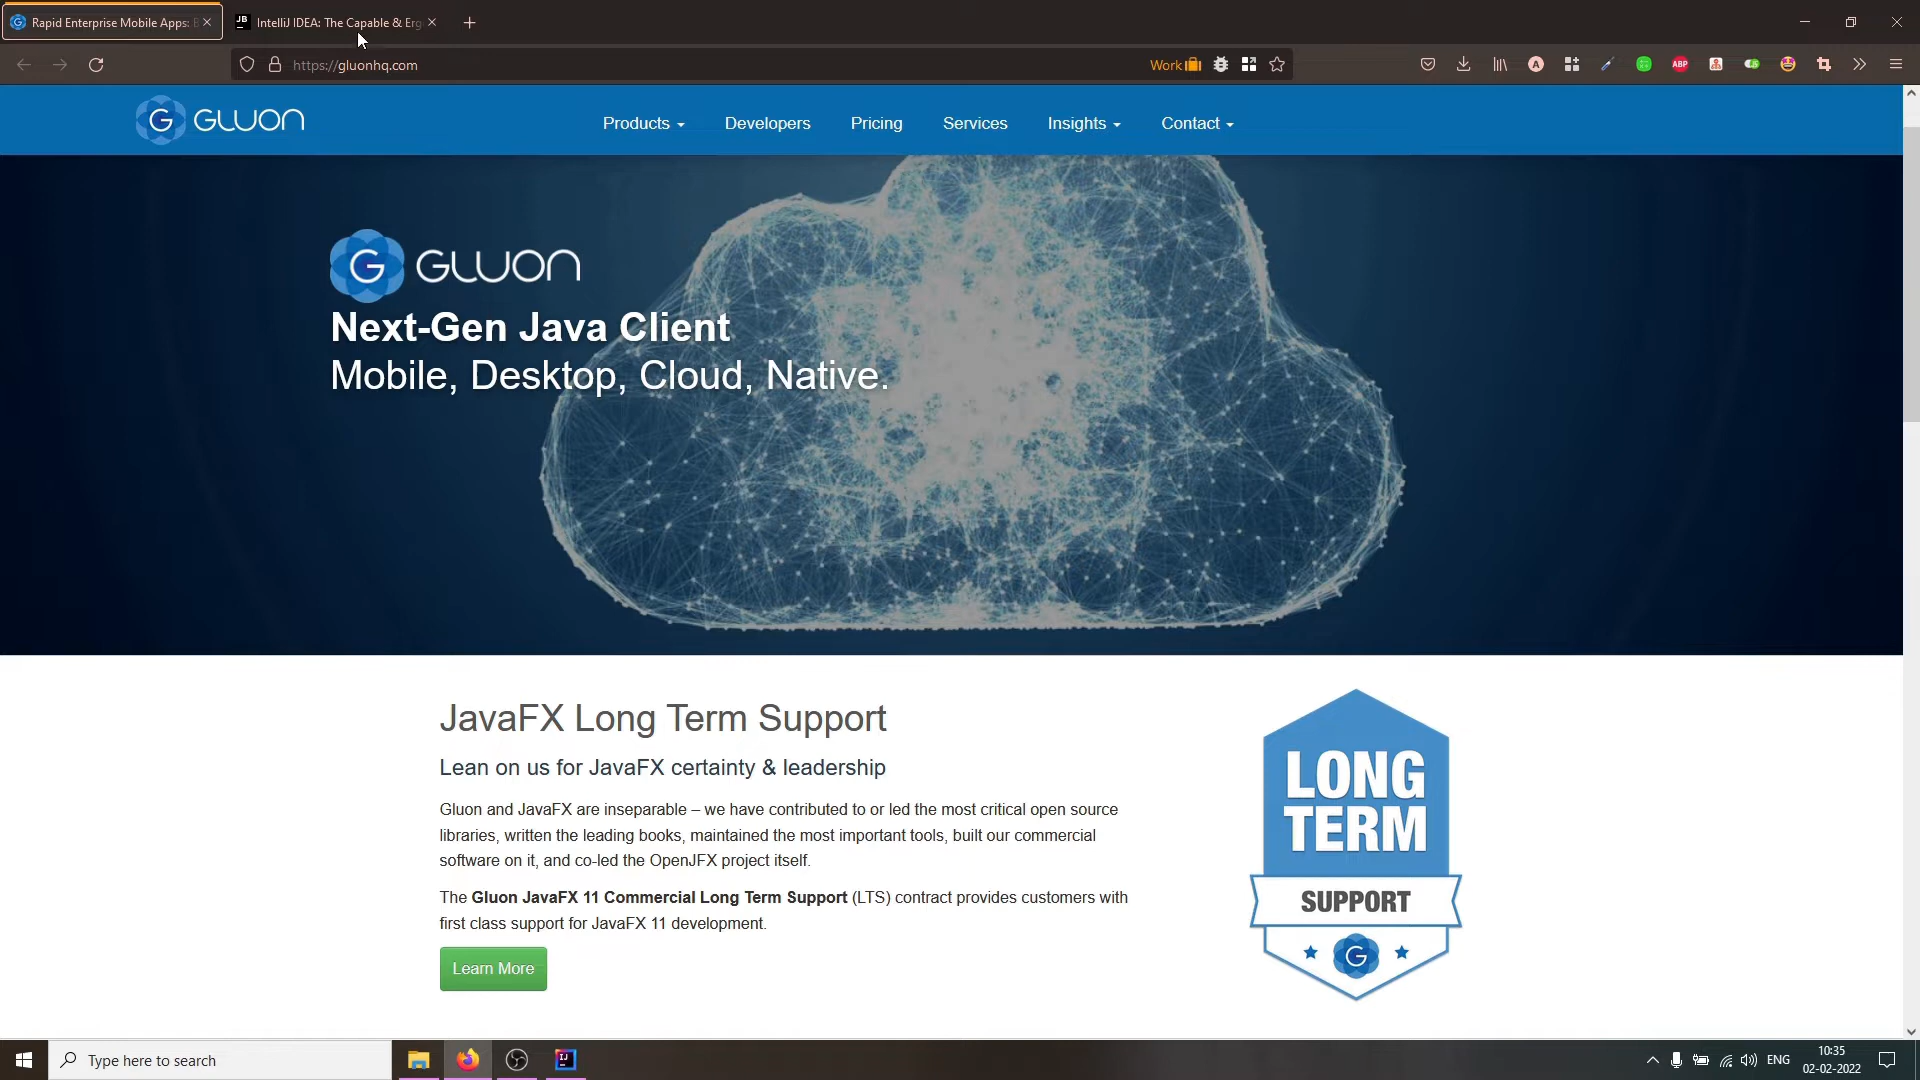 Rapid Enterprise Mobile Apps: B
JB
IntelliJ IDEA: The Capable & Erg
https://gluonhq.com
Work
A
ABP
G GLUON
Products
Developers
Pricing
Services
Insights
Contact
G GLUON
Next-Gen Java Client
Mobile, Desktop, Cloud, Native.
JavaFX Long Term Support
Lean on us for JavaFX certainty & leadership
Gluon and JavaFX are inseparable – we have contributed to or led the most critical open source
libraries, written the leading books, maintained the most important tools, built our commercial
software on it, and co-led the OpenJFX project itself.
The Gluon JavaFX 11 Commercial Long Term Support (LTS) contract provides customers with
first class support for JavaFX 11 development.
Learn More
LONG
TERM
SUPPORT
G
Type here to search
IJ
ENG
10:35
02-02-2022